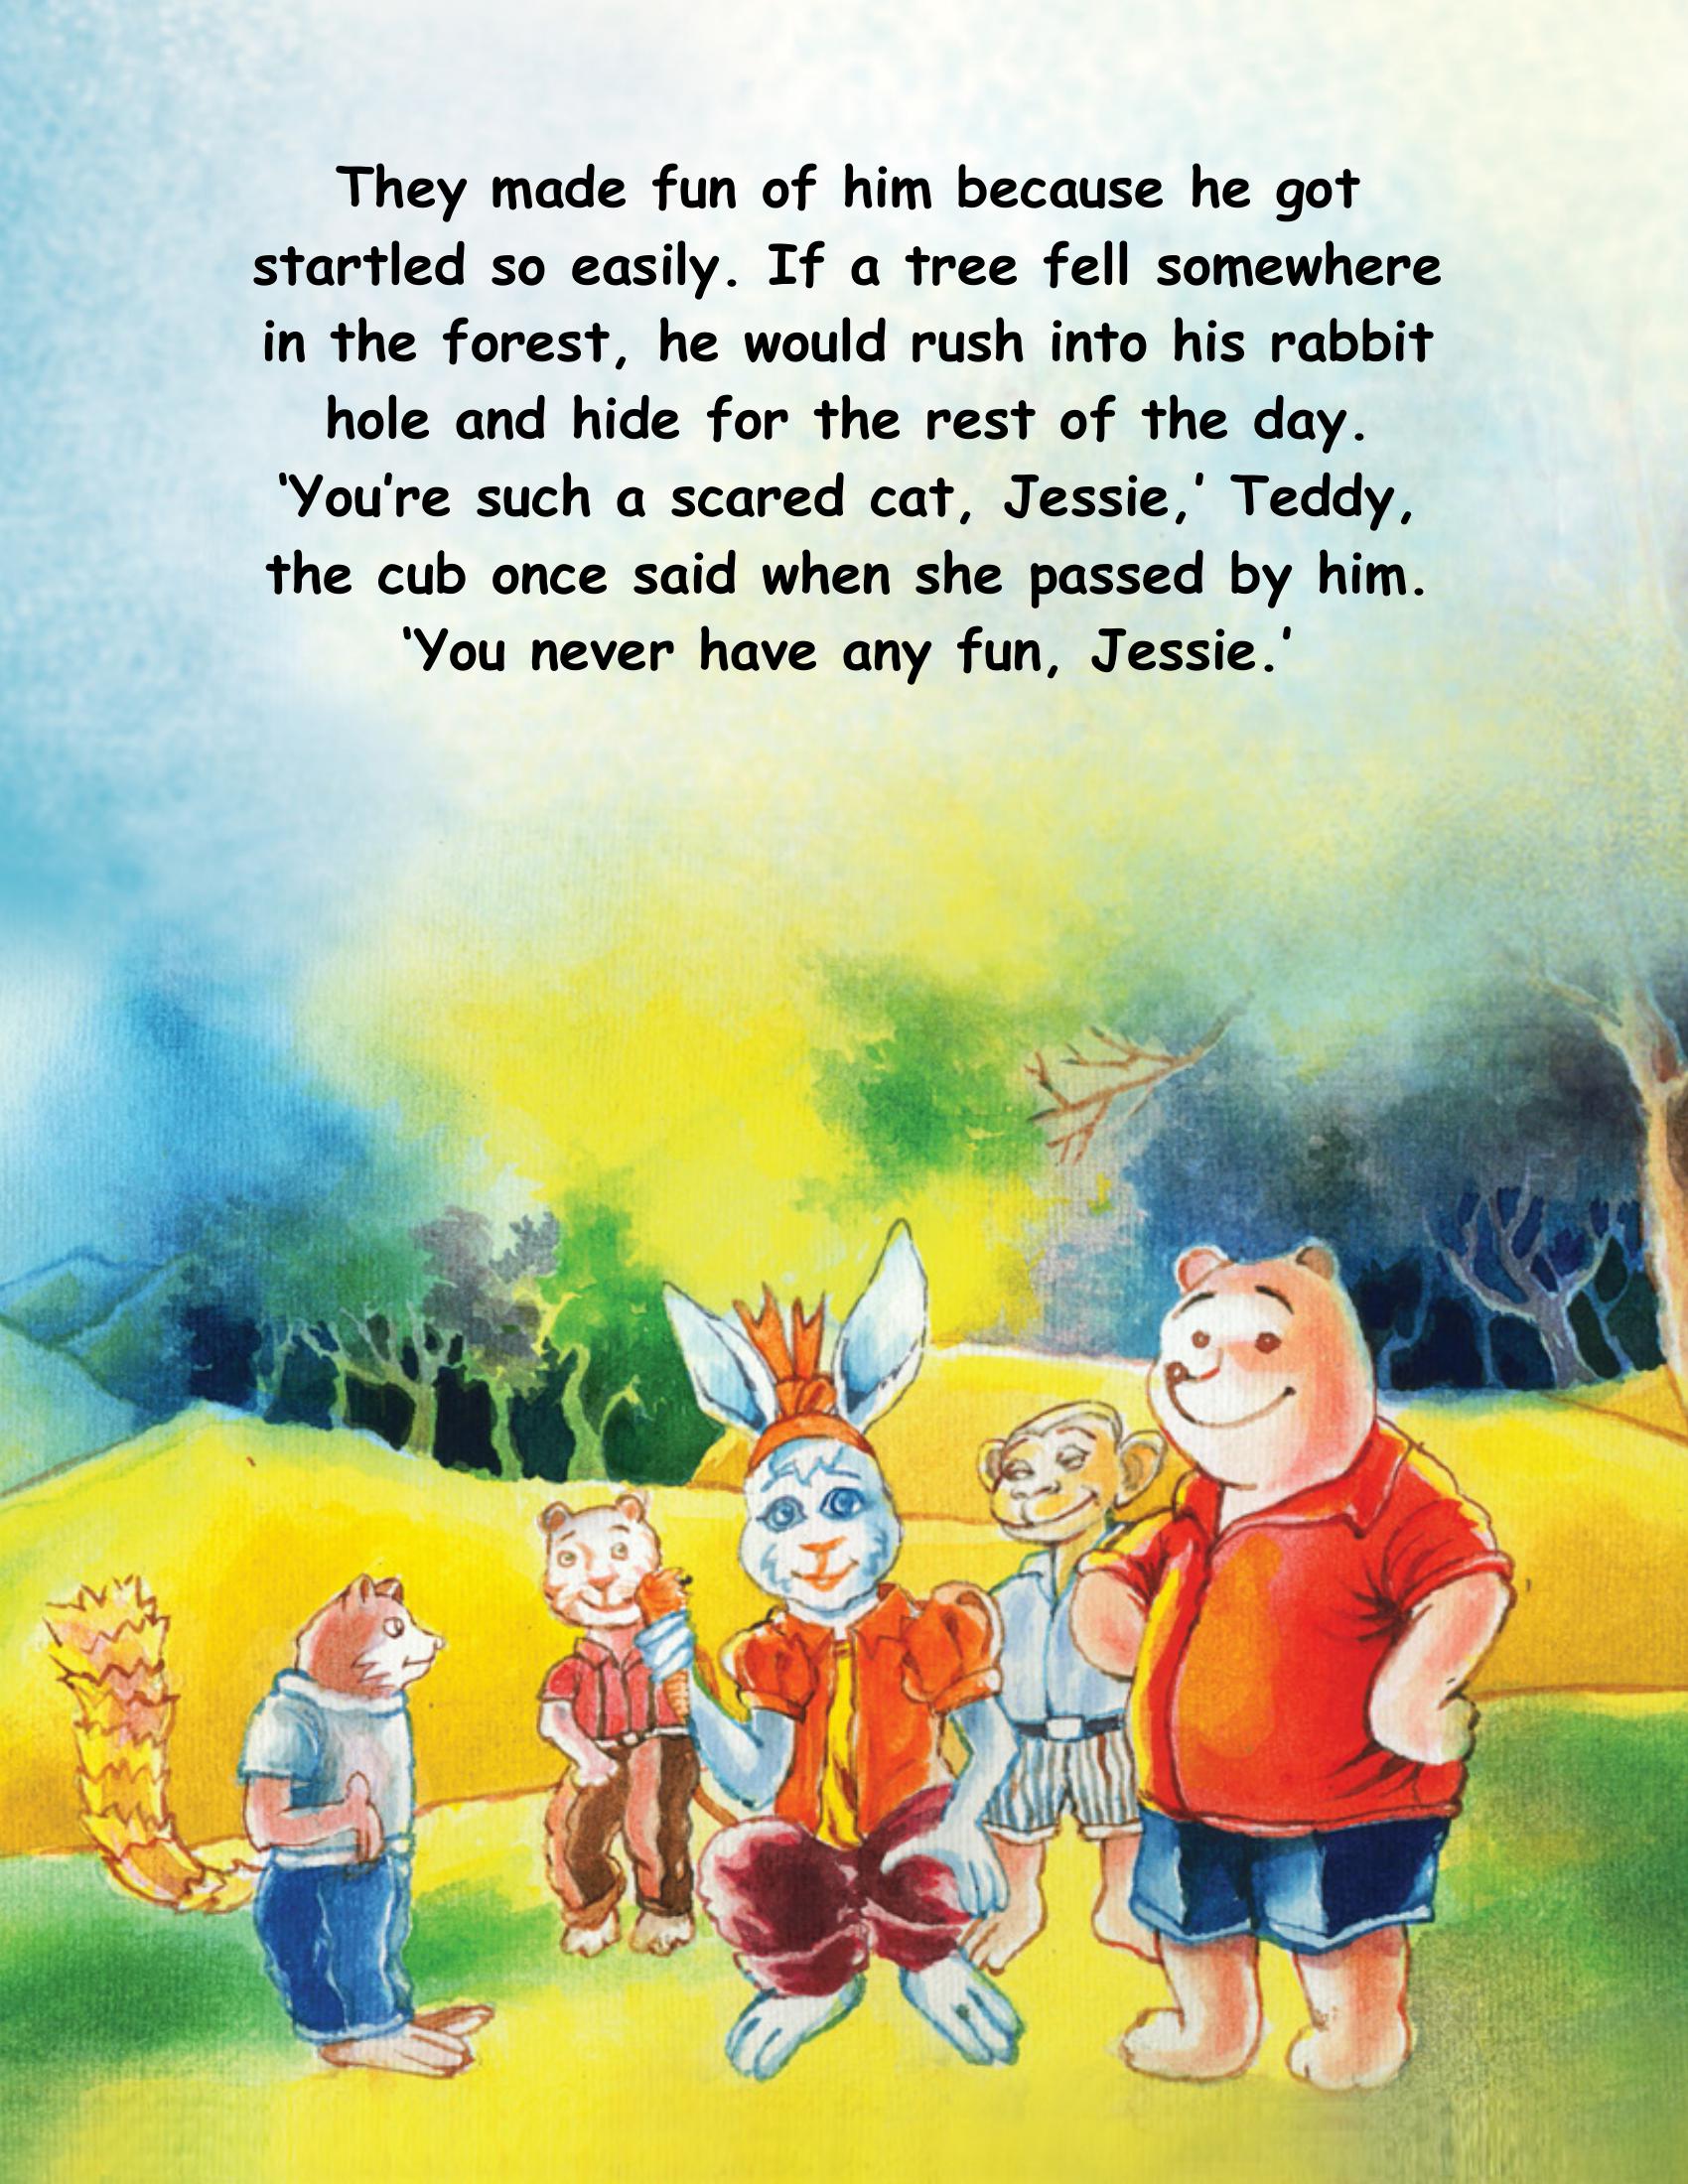 They made fun of him because he got
startled so easily. If a tree fell somewhere
in the forest, he would rush into his rabbit
hole and hide for the rest of the day.
‘You’re such a scared cat, Jessie,’ Teddy,
the cub once said when she passed by him.
‘You never have any fun, Jessie.’